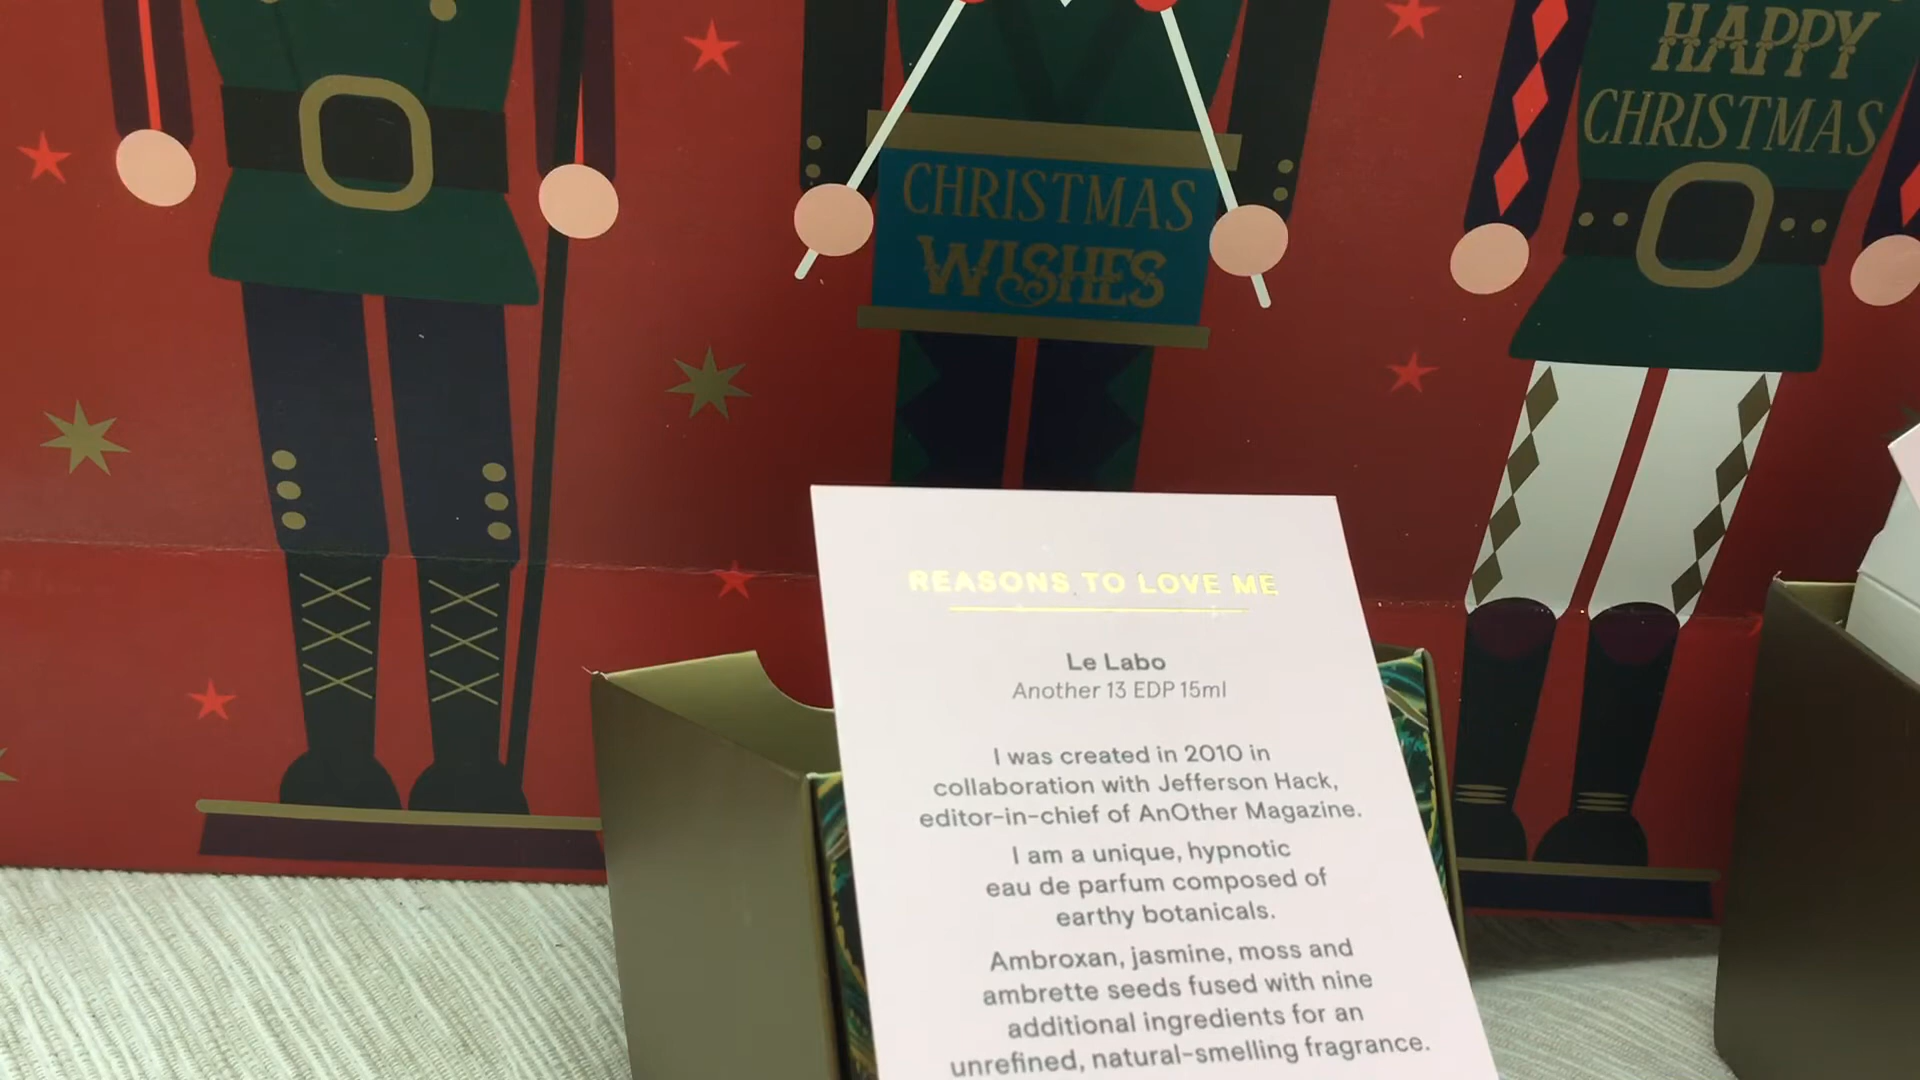 HAPPY
CHRISTMAS
CHRISTMAS
WISHES
REASONS TO LOVE ME
Le Labo
Another 13 EDP 15ml
I was created in 2010 in
collaboration with Jefferson Hack,
editor-in-chief of AnOther Magazine.
I am a unique, hypnotic
eau de parfum composed of
earthy botanicals.
Ambroxan, jasmine, moss and
ambrette seeds fused with nine
additional ingredients for an
unrefined, natural-smelling fragrance.